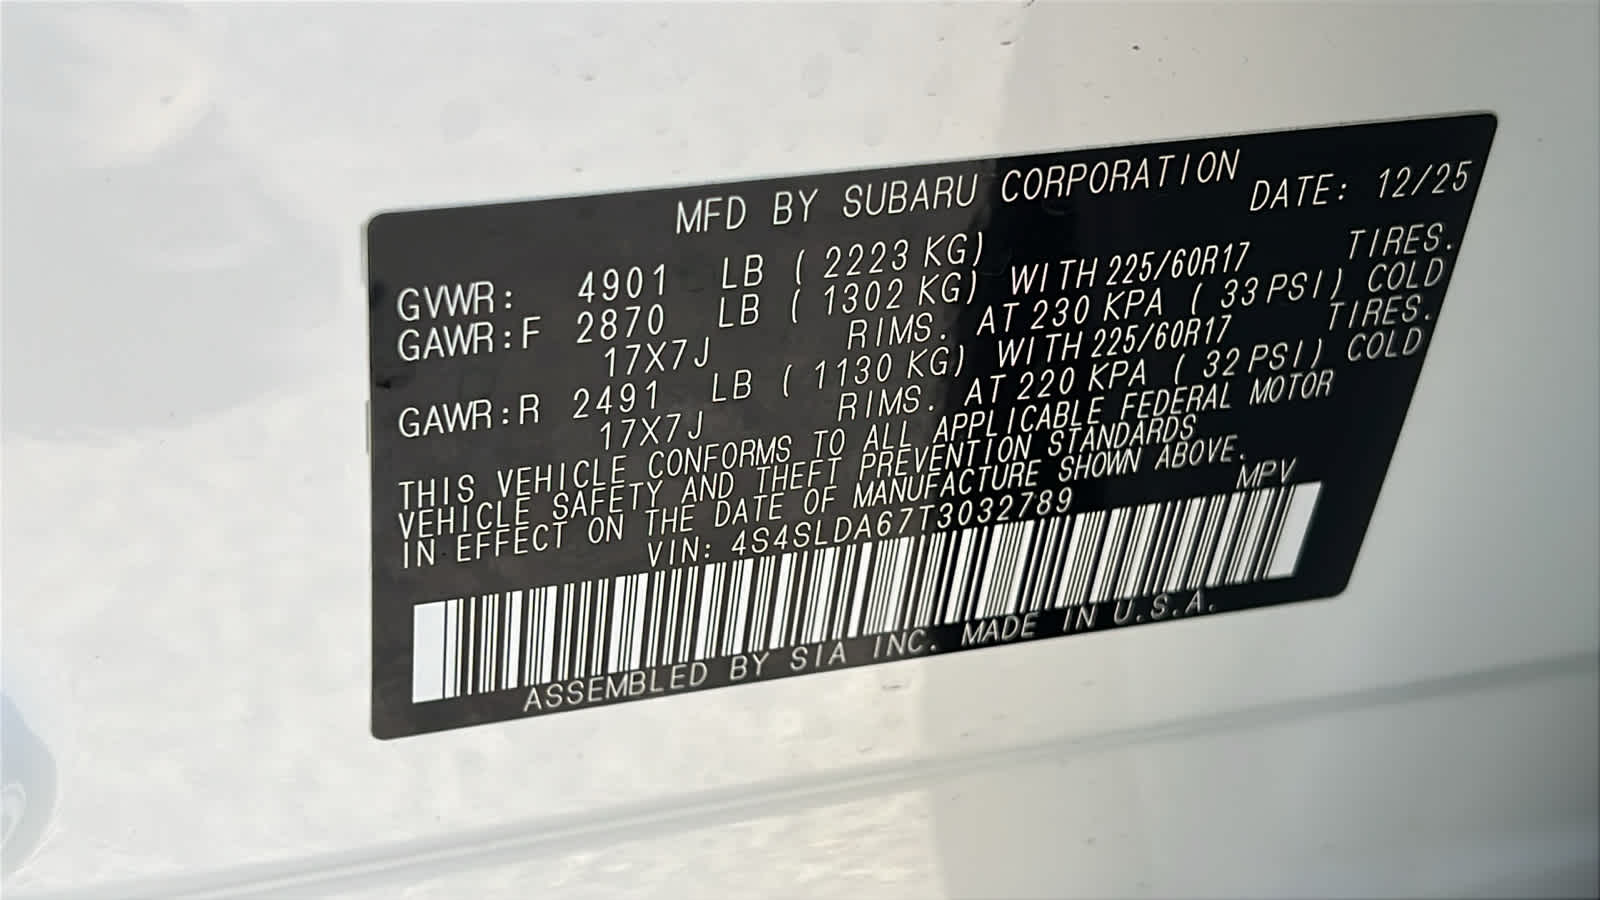 MFD BY SUBARU CORPORATION DATE: 12/25
GVWR: 4901 LB ( 2223 KG)
GAWR:F 2870 LB ( 1302 KG) WITH 225/60R17 TIRES.
17X7J RIMS. AT 230 KPA ( 33 PSI) COLD
GAWR:R 2491 LB ( 1130 KG) WITH 225/60R17 TIRES.
17X7J RIMS. AT 220 KPA ( 32 PSI) COLD
THIS VEHICLE CONFORMS TO ALL APPLICABLE FEDERAL MOTOR
VEHICLE SAFETY AND THEFT PREVENTION STANDARDS
IN EFFECT ON THE DATE OF MANUFACTURE SHOWN ABOVE.
VIN: 4S4SLDA67T3032789 MPV
ASSEMBLED BY SIA INC. MADE IN U.S.A.